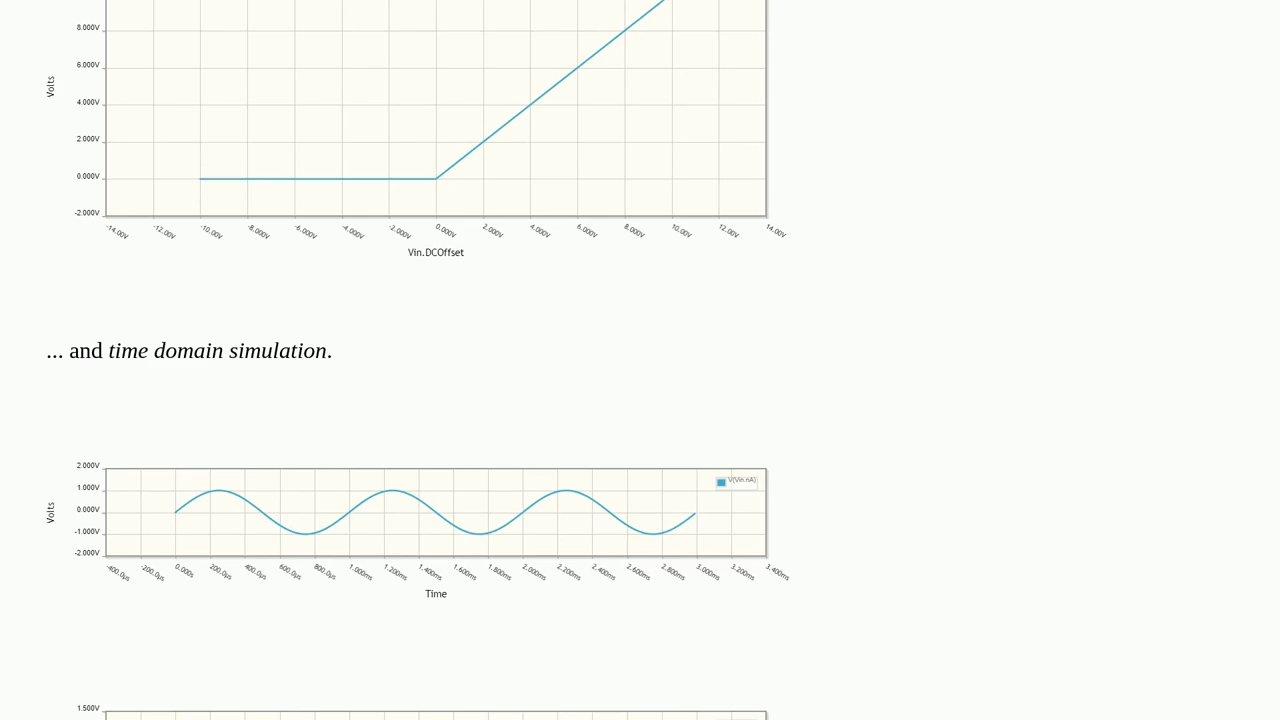 8.000V
6.000V
4.000V
2.000V
0.000V
-2.000V
Volts
-14.00V -12.00V -10.00V -8.000V -6.000V -4.000V -2.000V 0.000V 2.000V 4.000V 6.000V 8.000V 10.00V 12.00V 14.00V
Vin.DCOffset
... and time domain simulation.
2.000V
1.000V
0.000V
-1.000V
-2.000V
Volts
V(Vin.nA)
-400.0µs -200.0µs 0.000s 200.0µs 400.0µs 600.0µs 800.0µs 1.000ms 1.200ms 1.400ms 1.600ms 1.800ms 2.000ms 2.200ms 2.400ms 2.600ms 2.800ms 3.000ms 3.200ms 3.400ms
Time
1.500V